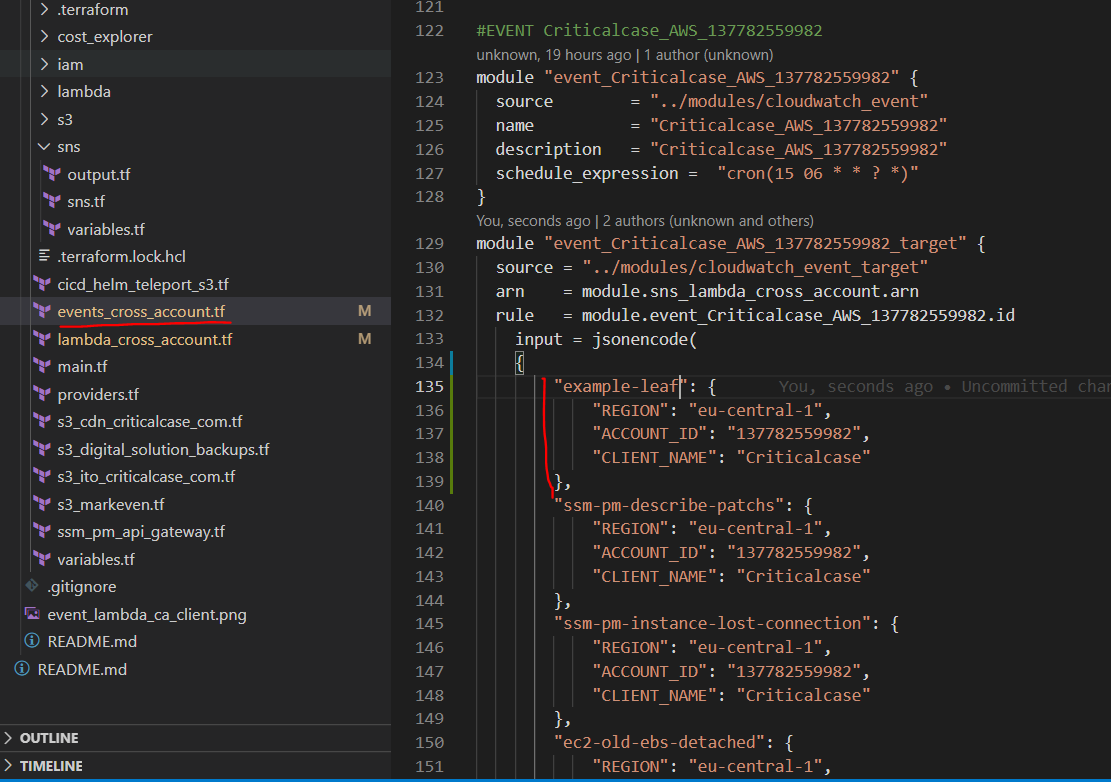 .terraform
cost_explorer
iam
lambda
s3
sns
output.tf
sns.tf
variables.tf
.terraform.lock.hcl
cicd_helm_teleport_s3.tf
events_cross_account.tf M
lambda_cross_account.tf M
main.tf
providers.tf
s3_cdn_criticalcase_com.tf
s3_digital_solution_backups.tf
s3_ito_criticalcase_com.tf
s3_markeven.tf
ssm_pm_api_gateway.tf
variables.tf
.gitignore
event_lambda_ca_client.png
README.md
README.md
OUTLINE
TIMELINE
121
122 #EVENT Criticalcase_AWS_137782559982
unknown, 19 hours ago | 1 author (unknown)
123 module "event_Criticalcase_AWS_137782559982" {
124 source = "../modules/cloudwatch_event"
125 name = "Criticalcase_AWS_137782559982"
126 description = "Criticalcase_AWS_137782559982"
127 schedule_expression = "cron(15 06 * * ? *)"
128 }
You, seconds ago | 2 authors (unknown and others)
129 module "event_Criticalcase_AWS_137782559982_target" {
130 source = "../modules/cloudwatch_event_target"
131 arn = module.sns_lambda_cross_account.arn
132 rule = module.event_Criticalcase_AWS_137782559982.id
133 input = jsonencode(
134 {
135 "example-leaf": { You, seconds ago • Uncommitted char
136 "REGION": "eu-central-1",
137 "ACCOUNT_ID": "137782559982",
138 "CLIENT_NAME": "Criticalcase"
139 },
140 "ssm-pm-describe-patchs": {
141 "REGION": "eu-central-1",
142 "ACCOUNT_ID": "137782559982",
143 "CLIENT_NAME": "Criticalcase"
144 },
145 "ssm-pm-instance-lost-connection": {
146 "REGION": "eu-central-1",
147 "ACCOUNT_ID": "137782559982",
148 "CLIENT_NAME": "Criticalcase"
149 },
150 "ec2-old-ebs-detached": {
151 "REGION": "eu-central-1",